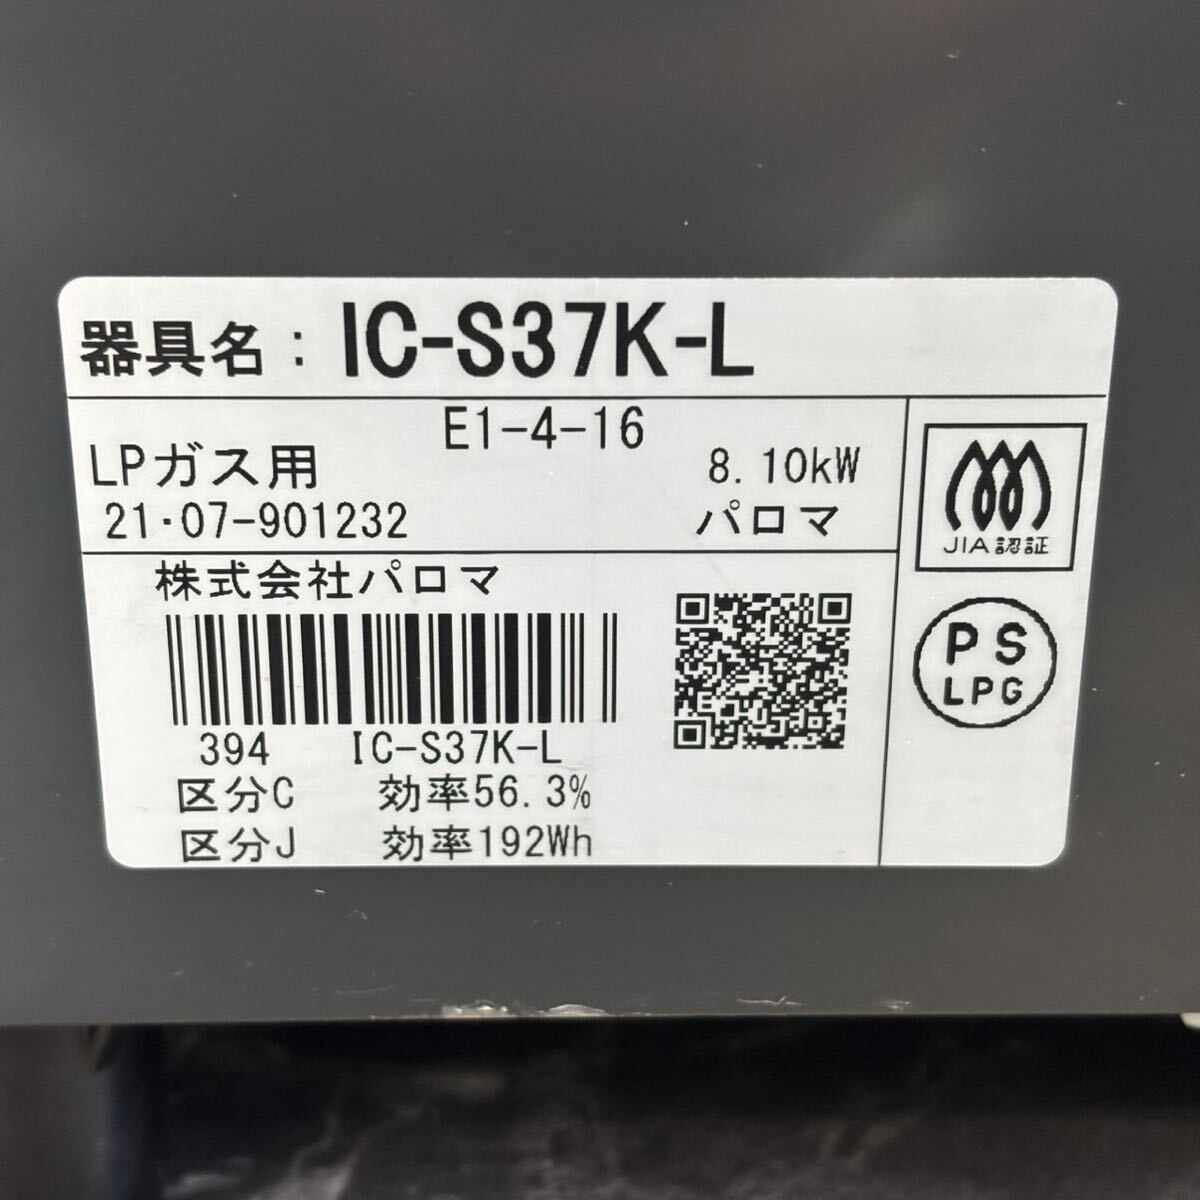 器具名：IC-S37K-L
E1-4-16
LPガス用 8.10kW
21・07-901232 パロマ
JIA認証
株式会社パロマ
PS
LPG
394 IC-S37K-L
区分C 効率56.3%
区分J 効率192Wh